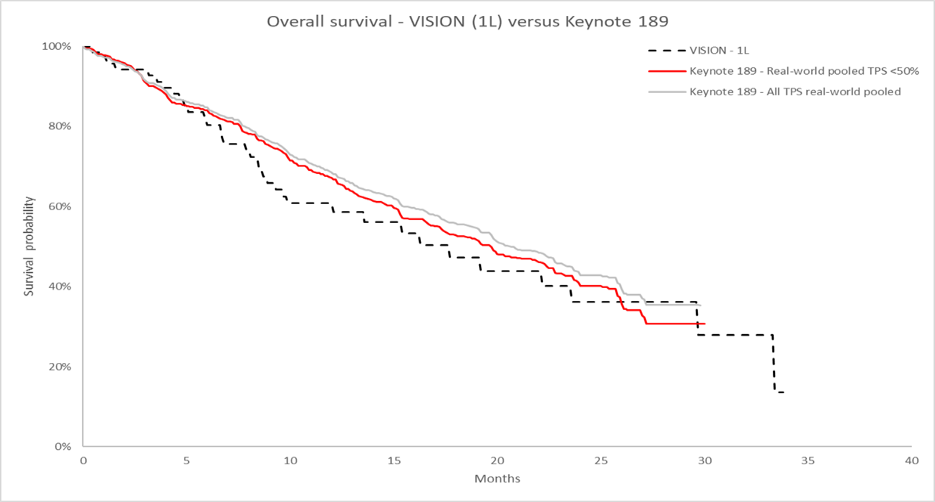 Overall survival - VISION (1L) versus Keynote 189
VISION - 1L
Keynote 189 - Real-world pooled TPS <50%
Keynote 189 - All TPS real-world pooled
Survival probability
100%
80%
60%
40%
20%
0%
0 5 10 15 20 25 30 35 40
Months